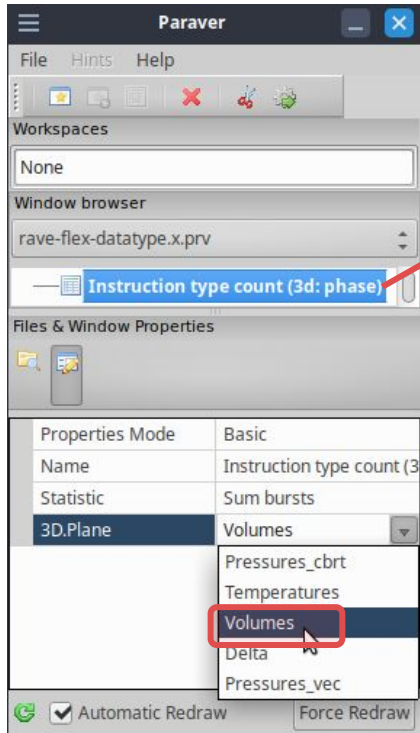 Paraver
File Hints Help
Workspaces
None
Window browser
rave-flex-datatype.x.prv
Instruction type count (3d: phase)
Files & Window Properties
Properties Mode Basic
Name Instruction type count (3
Statistic Sum bursts
3D.Plane Volumes
Pressures_cbrt
Temperatures
Volumes
Delta
Pressures_vec
Automatic Redraw Force Redraw